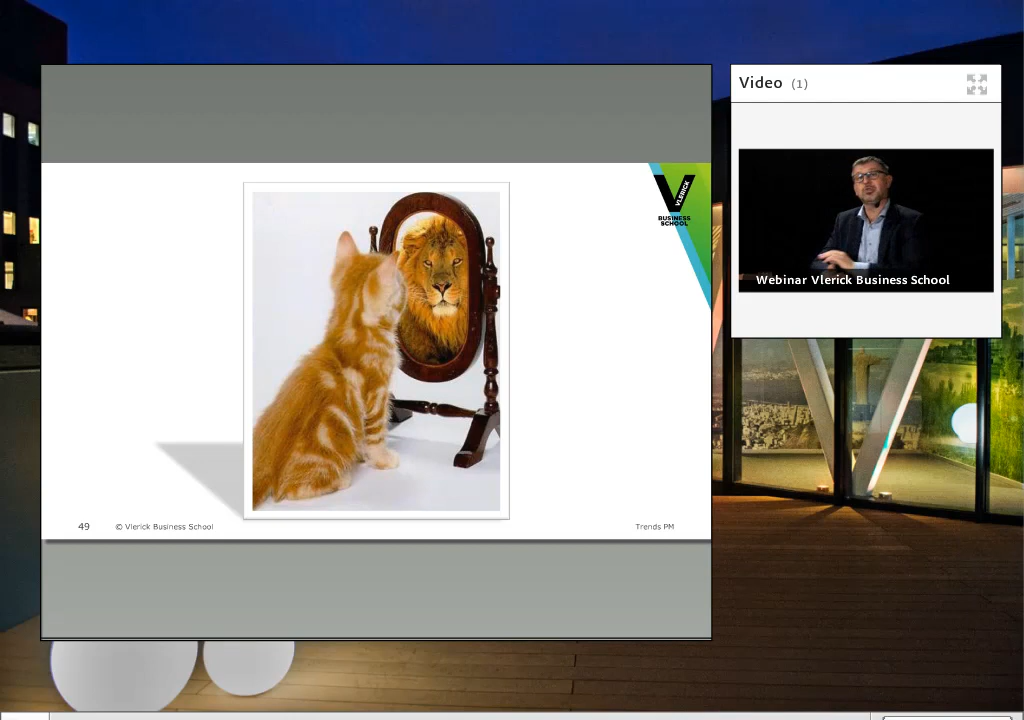 Video (1)
VLERICK
BUSINESS
SCHOOL
Webinar Vlerick Business School
49 © Vlerick Business School Trends PM